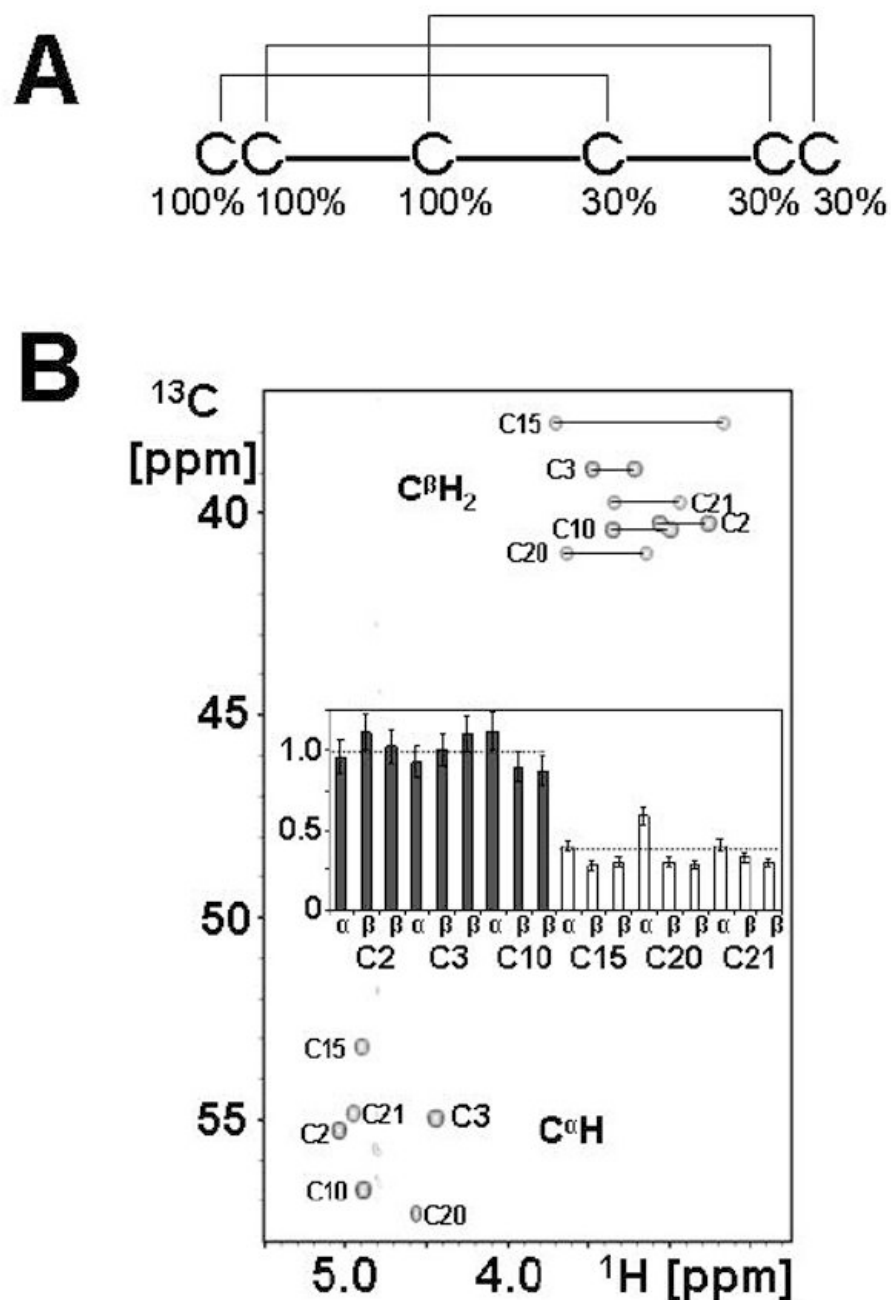 A
CC C C CC
100% 100% 100% 30% 30% 30%
B
¹³C
[ppm]
C15
C3
CᵝH₂
40
C21
C10
C2
C20
45
1.0
0.5
0
50
α β β α β β α β β α β β α β β α β β
C2 C3 C10 C15 C20 C21
C15
55
C21
C3
C2
CᵅH
C10
C20
5.0 4.0 ¹H [ppm]